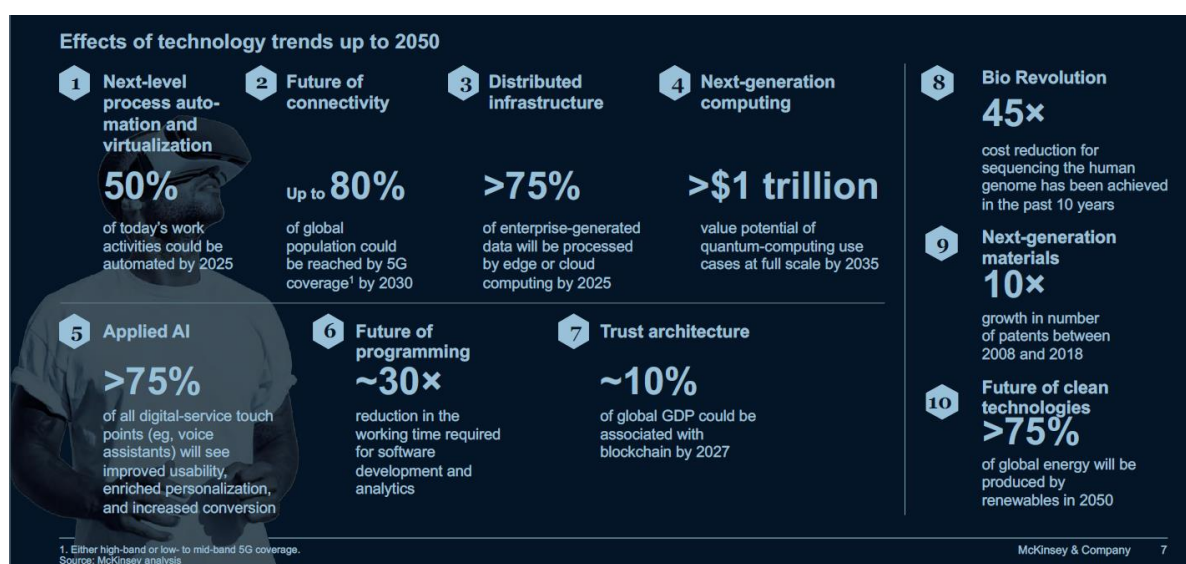 Effects of technology trends up to 2050
1
Next-level
process auto-
mation and
virtualization
50%
of today's work
activities could be
automated by 2025
2
Future of
connectivity
Up to 80%
of global
population could
be reached by 5G
coverage¹ by 2030
3
Distributed
infrastructure
>75%
of enterprise-generated
data will be processed
by edge or cloud
computing by 2025
4
Next-generation
computing
>$1 trillion
value potential of
quantum-computing use
cases at full scale by 2035
5
Applied AI
>75%
of all digital-service touch
points (eg, voice
assistants) will see
improved usability,
enriched personalization,
and increased conversion
6
Future of
programming
~30×
reduction in the
working time required
for software
development and
analytics
7
Trust architecture
~10%
of global GDP could be
associated with
blockchain by 2027
8
Bio Revolution
45×
cost reduction for
sequencing the human
genome has been achieved
in the past 10 years
9
Next-generation
materials
10×
growth in number
of patents between
2008 and 2018
10
Future of clean
technologies
>75%
of global energy will be
produced by
renewables in 2050
1. Either high-band or low- to mid-band 5G coverage.
Source: McKinsey analysis
McKinsey & Company 7